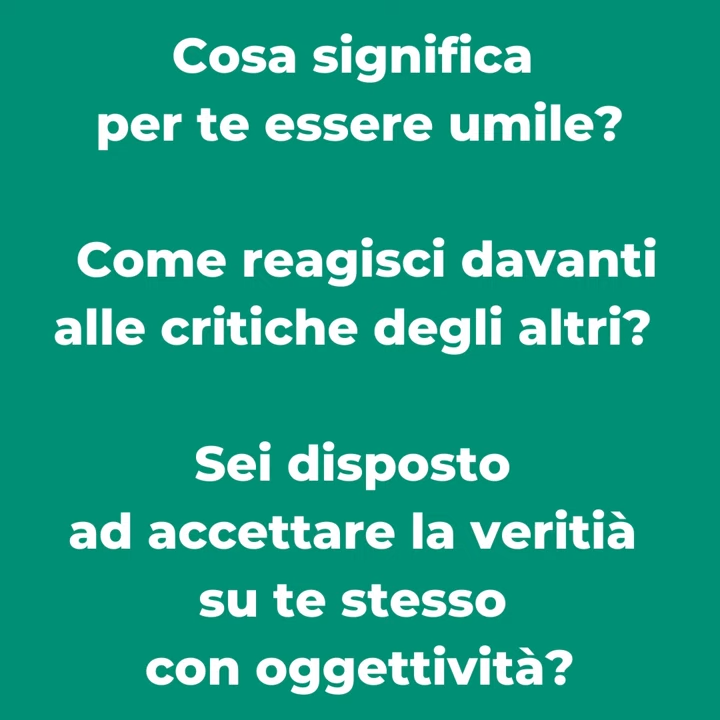 Cosa significa
per te essere umile?
Come reagisci davanti
alle critiche degli altri?
Sei disposto
ad accettare la veritià
su te stesso
con oggettività?